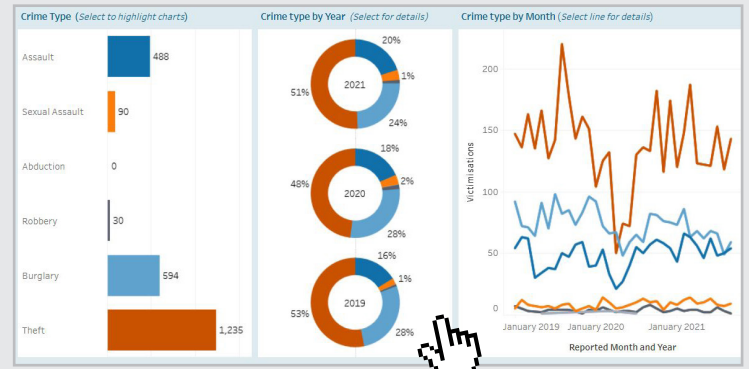 Crime Type (Select to highlight charts)
Assault 488
Sexual Assault 90
Abduction 0
Robbery 30
Burglary 594
Theft 1,235
Crime type by Year (Select for details)
20%
1%
51%
2021
24%
18%
2%
48%
2020
28%
16%
1%
53%
2019
28%
Crime type by Month (Select line for details)
Victimisations
200
150
100
50
0
January 2019 January 2020 January 2021
Reported Month and Year